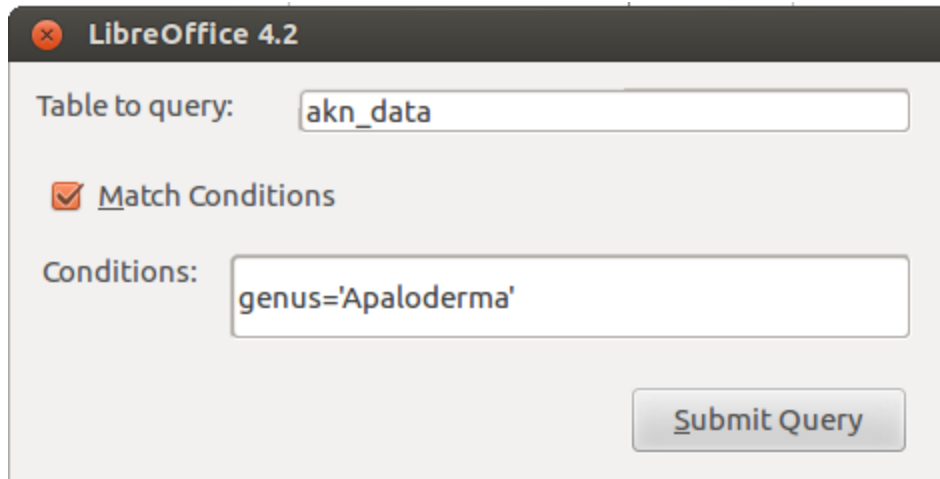 LibreOffice 4.2
Table to query: akn_data
Match Conditions
Conditions: genus='Apaloderma'
Submit Query